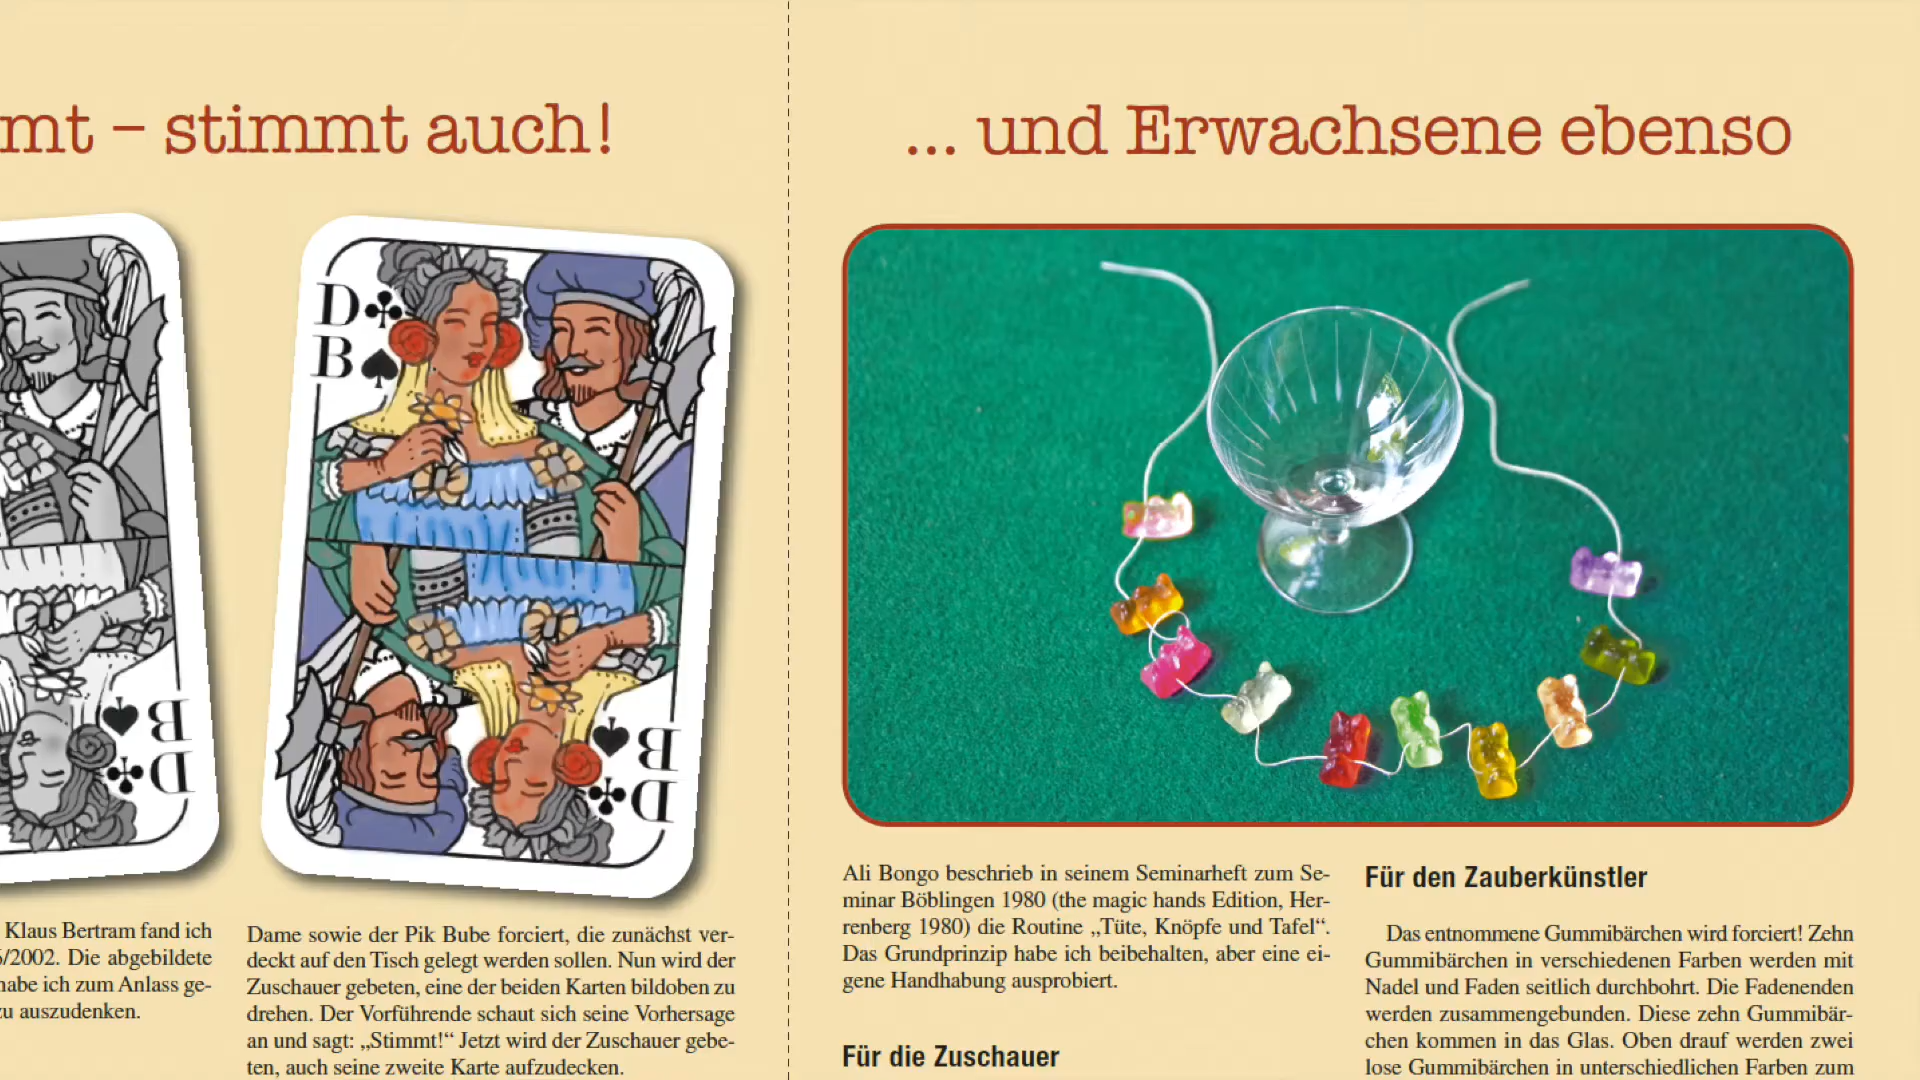 mt – stimmt auch!
D
B
B
D
B
D
Klaus Bertram fand ich
/2002. Die abgebildete
habe ich zum Anlass ge-
zu auszudenken.
Dame sowie der Pik Bube forciert, die zunächst ver-
deckt auf den Tisch gelegt werden sollen. Nun wird der
Zuschauer gebeten, eine der beiden Karten bildoben zu
drehen. Der Vorführende schaut sich seine Vorhersage
an und sagt: „Stimmt!“ Jetzt wird der Zuschauer gebe-
ten, auch seine zweite Karte aufzudecken.
... und Erwachsene ebenso
Ali Bongo beschrieb in seinem Seminarheft zum Se-
minar Böblingen 1980 (the magic hands Edition, Her-
renberg 1980) die Routine „Tüte, Knöpfe und Tafel“.
Das Grundprinzip habe ich beibehalten, aber eine ei-
gene Handhabung ausprobiert.
Für die Zuschauer
Für den Zauberkünstler
Das entnommene Gummibärchen wird forciert! Zehn
Gummibärchen in verschiedenen Farben werden mit
Nadel und Faden seitlich durchbohrt. Die Fadenenden
werden zusammengebunden. Diese zehn Gummibär-
chen kommen in das Glas. Oben drauf werden zwei
lose Gummibärchen in unterschiedlichen Farben zum